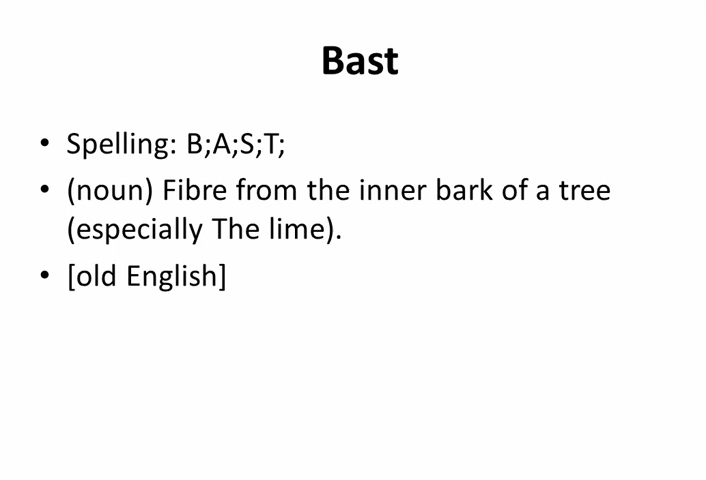 Bast
• Spelling: B;A;S;T;
• (noun) Fibre from the inner bark of a tree
(especially The lime).
• [old English]